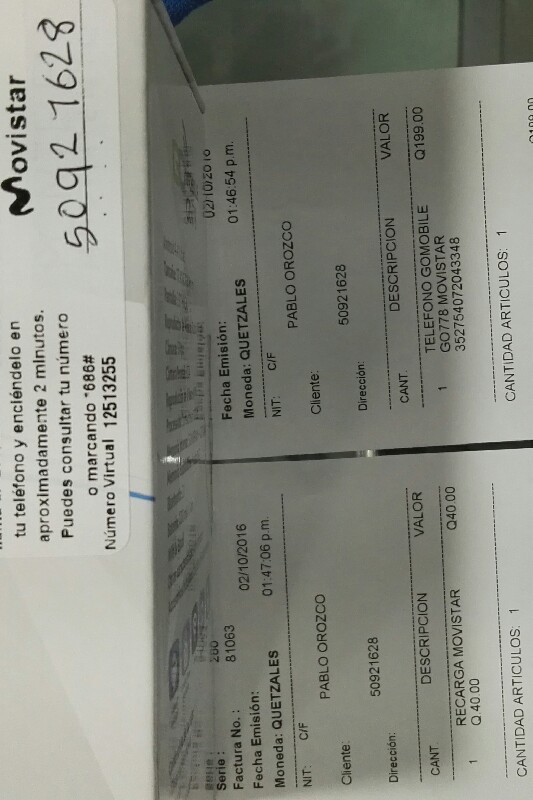 Movistar
50927628
tu teléfono y enciéndelo en
aproximadamente 2 minutos.
Puedes consultar tu número
o marcando *686#
Número Virtual 12513255
02/10/2016
Fecha Emisión: 01:46:54 p.m.
Moneda: QUETZALES
NIT: C/F
PABLO OROZCO
Cliente:
50921628
Dirección:
CANT. DESCRIPCION VALOR
1 TELEFONO GOMOBILE Q199.00
GO778 MOVISTAR
352754072043348
CANTIDAD ARTICULOS: 1
Serie :
Factura No. : 81063
Fecha Emisión: 02/10/2016
01:47:06 p.m.
Moneda: QUETZALES
NIT: C/F
PABLO OROZCO
Cliente:
50921628
Dirección:
CANT. DESCRIPCION VALOR
1 RECARGA MOVISTAR Q40.00
Q 40.00
CANTIDAD ARTICULOS: 1